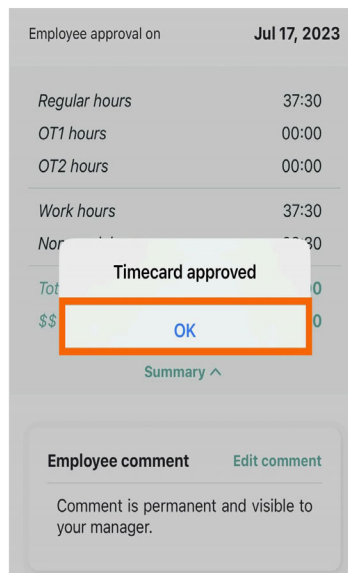 Employee approval on Jul 17, 2023
Regular hours 37:30
OT1 hours 00:00
OT2 hours 00:00
Work hours 37:30
Timecard approved
OK
Summary
Employee comment Edit comment
Comment is permanent and visible to
your manager.